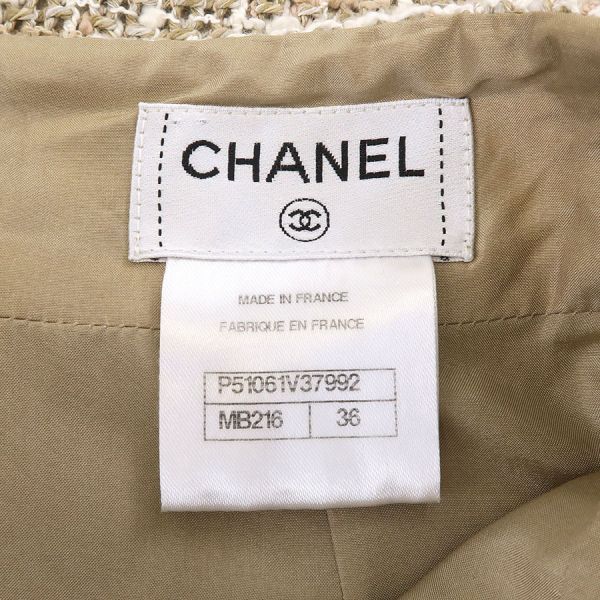 CHANEL
MADE IN FRANCE
FABRIQUE EN FRANCE
P51061V37992
MB216 36